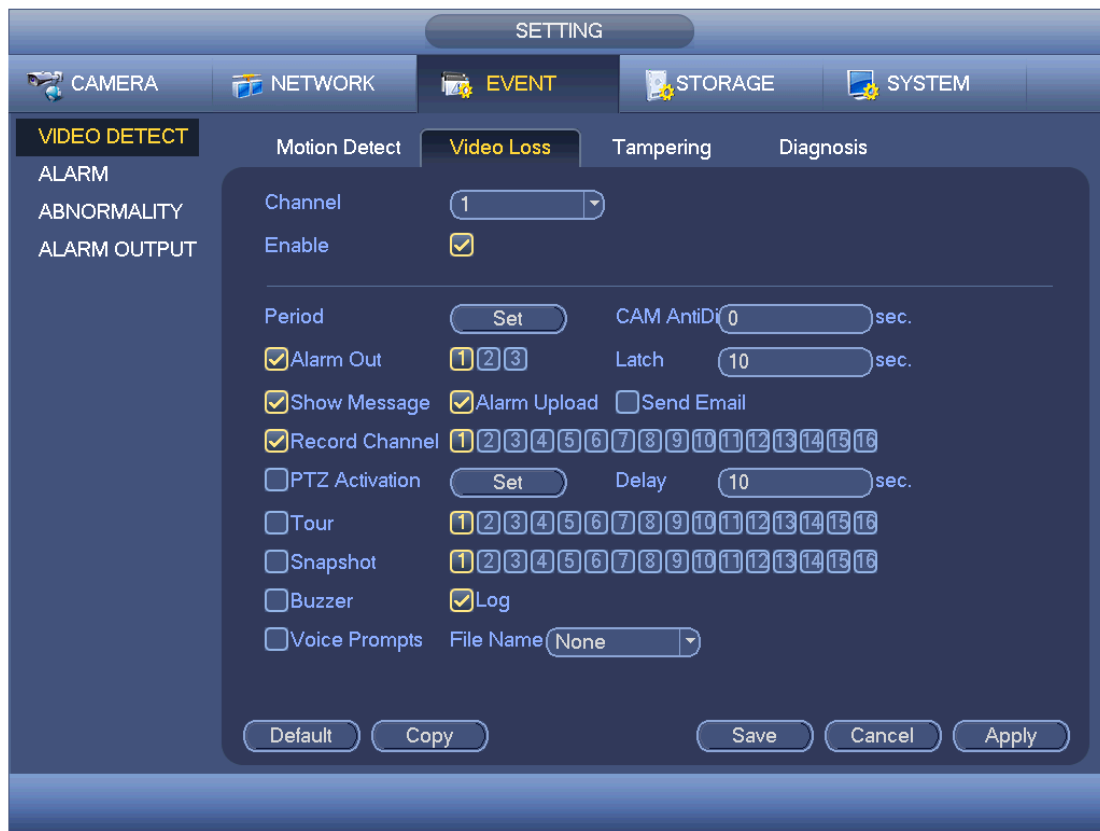 SETTING
CAMERA NETWORK EVENT STORAGE SYSTEM
VIDEO DETECT
ALARM
ABNORMALITY
ALARM OUTPUT
Motion Detect Video Loss Tampering Diagnosis
Channel 1
Enable
Period Set CAM AntiDi 0 sec.
Alarm Out 1 2 3 Latch 10 sec.
Show Message Alarm Upload Send Email
Record Channel 1 2 3 4 5 6 7 8 9 10 11 12 13 14 15 16
PTZ Activation Set Delay 10 sec.
Tour 1 2 3 4 5 6 7 8 9 10 11 12 13 14 15 16
Snapshot 1 2 3 4 5 6 7 8 9 10 11 12 13 14 15 16
Buzzer Log
Voice Prompts File Name None
Default Copy Save Cancel Apply